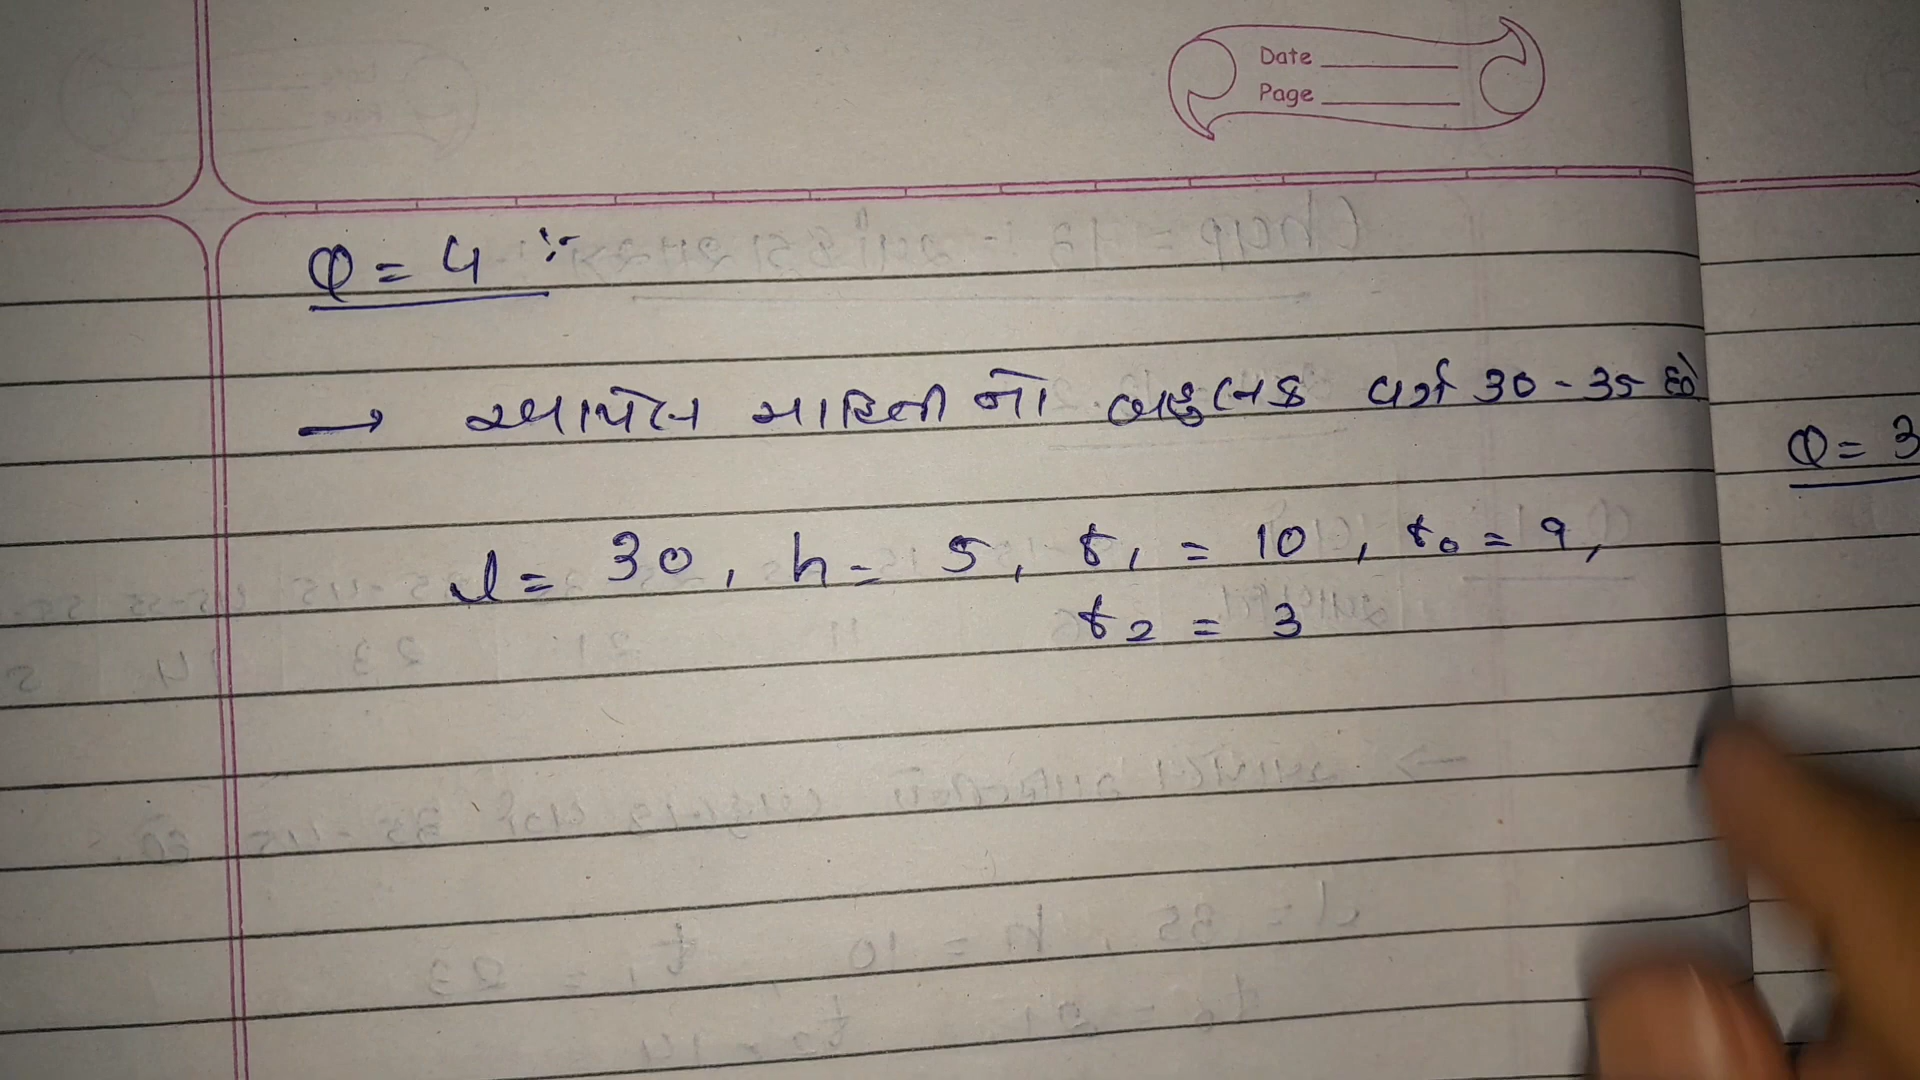 Date
Page
Q = 4 :-
→ આપેલ માહિતી નો બહુલક વર્ગ 30 - 35 છે
Q = 3
l = 30, h = 5, f1 = 10, f0 = 9,
f2 = 3